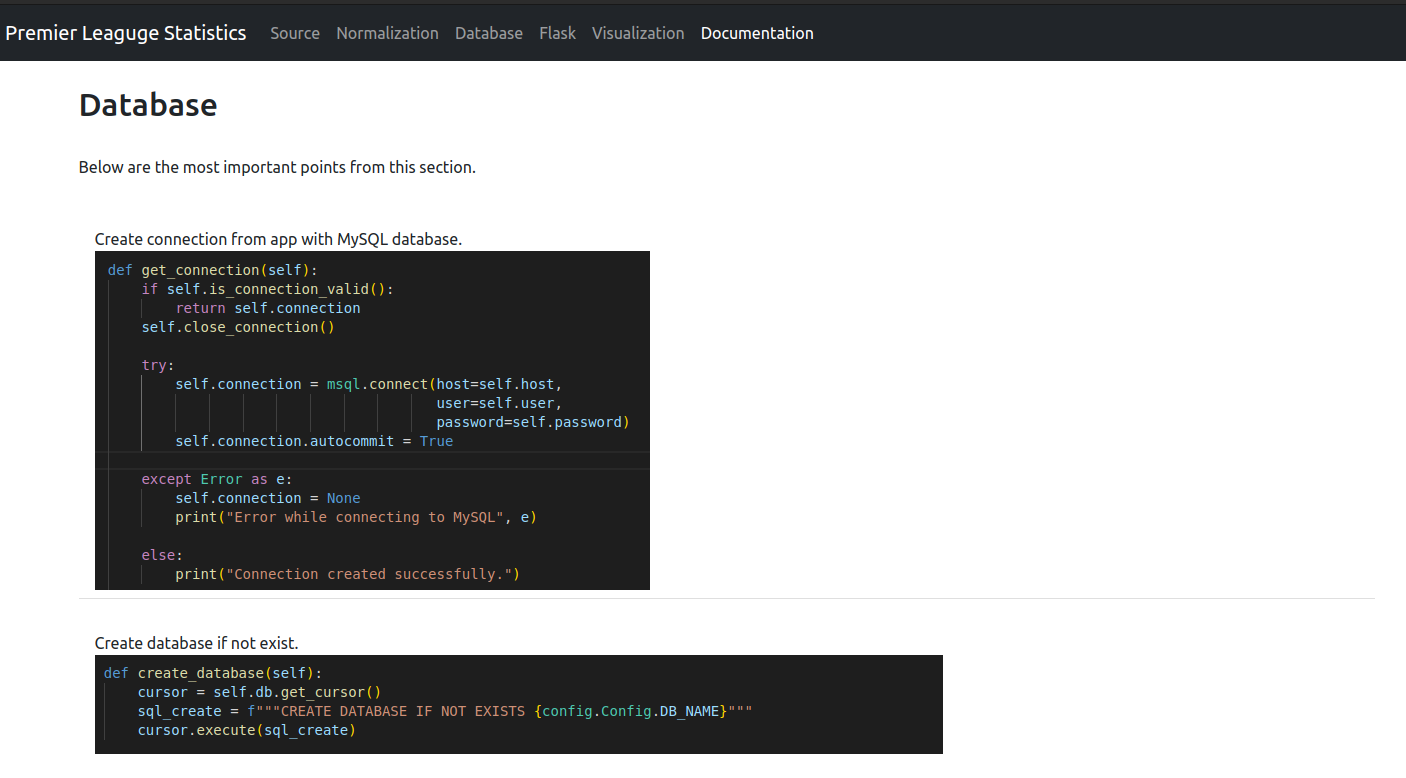 Premier Leaguge Statistics Source Normalization Database Flask Visualization Documentation
Database
Below are the most important points from this section.
Create connection from app with MySQL database.
def get_connection(self):
    if self.is_connection_valid():
        return self.connection
    self.close_connection()
    try:
        self.connection = msql.connect(host=self.host,
                                       user=self.user,
                                       password=self.password)
        self.connection.autocommit = True
    except Error as e:
        self.connection = None
        print("Error while connecting to MySQL", e)
    else:
        print("Connection created successfully.")
Create database if not exist.
def create_database(self):
    cursor = self.db.get_cursor()
    sql_create = f"""CREATE DATABASE IF NOT EXISTS {config.Config.DB_NAME}"""
    cursor.execute(sql_create)